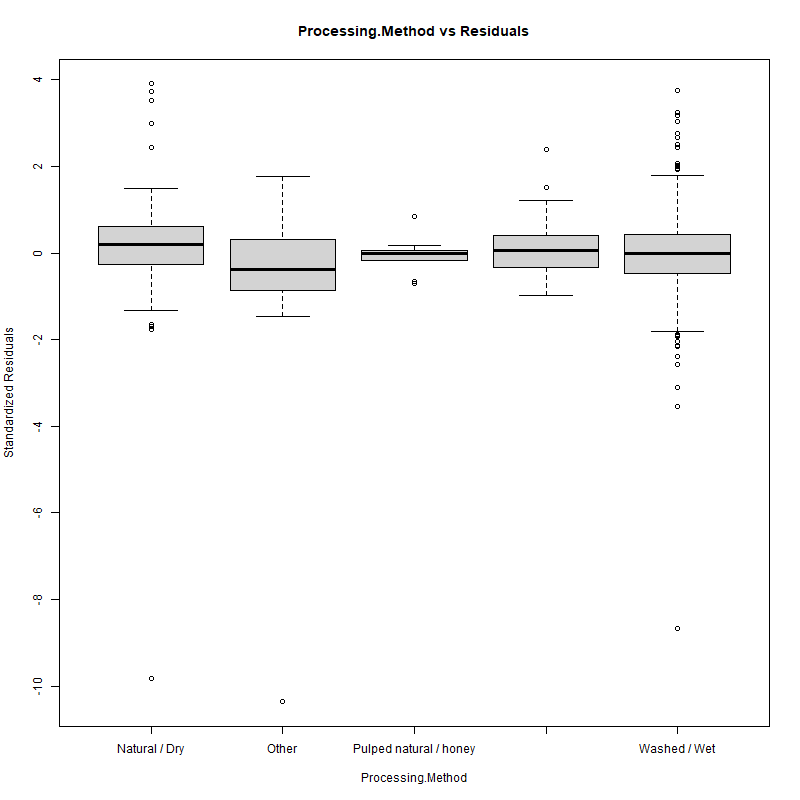 Processing.Method vs Residuals
4
2
0
-2
-4
-6
-8
-10
Standardized Residuals
Natural / Dry
Other
Pulped natural / honey
Washed / Wet
Processing.Method